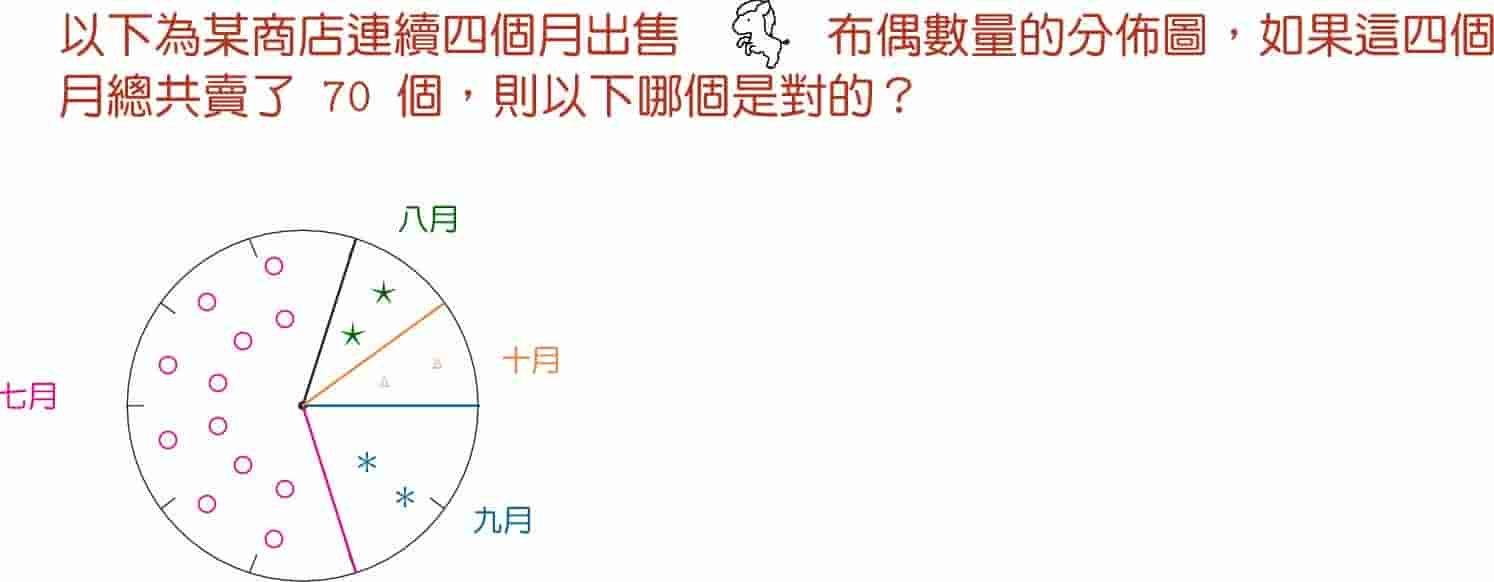 以下為某商店連續四個月出售 布偶數量的分佈圖，如果這四個
月總共賣了 70 個，則以下哪個是對的？
八月
十月
七月
九月